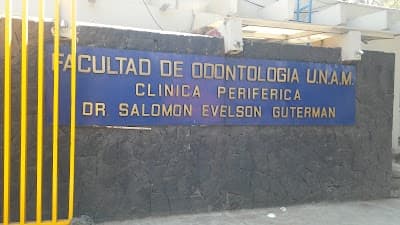 FACULTAD DE ODONTOLOGIA U.N.A.M.
CLINICA PERIFERICA
DR. SALOMON EVELSON GUTERMAN